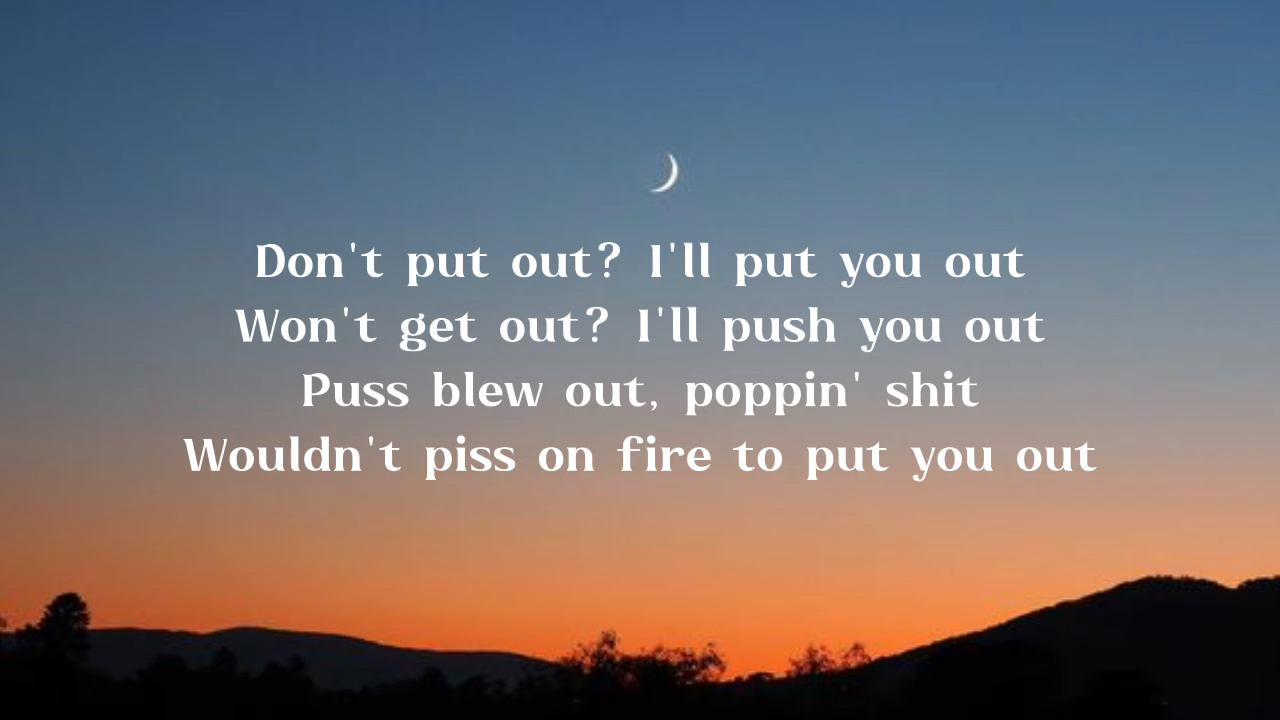 Don't put out? I'll put you out
Won't get out? I'll push you out
Puss blew out, poppin' shit
Wouldn't piss on fire to put you out